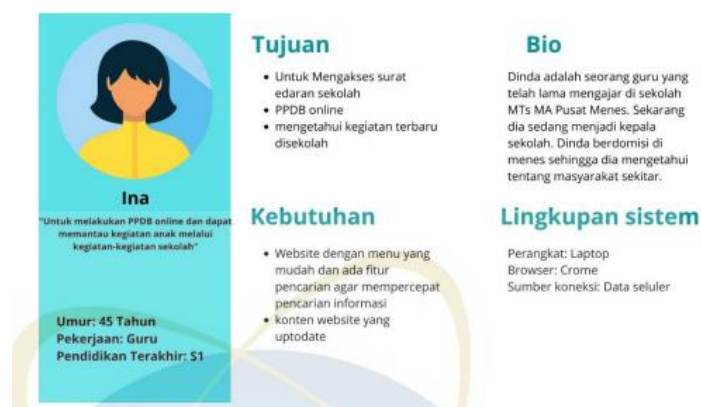 Ina
"Untuk melakukan PPDB online dan dapat
memantau kegiatan anak melalui
kegiatan-kegiatan sekolah"
Umur: 45 Tahun
Pekerjaan: Guru
Pendidikan Terakhir: S1
Tujuan
• Untuk Mengakses surat
edaran sekolah
• PPDB online
• mengetahui kegiatan terbaru
disekolah
Kebutuhan
• Website dengan menu yang
mudah dan ada fitur
pencarian agar mempercepat
pencarian informasi
• konten website yang
uptodate
Bio
Dinda adalah seorang guru yang
telah lama mengajar di sekolah
MTs MA Pusat Menes. Sekarang
dia sedang menjadi kepala
sekolah. Dinda berdomisi di
menes sehingga dia mengetahui
tentang masyarakat sekitar.
Lingkupan sistem
Perangkat: Laptop
Browser: Crome
Sumber koneksi: Data seluler